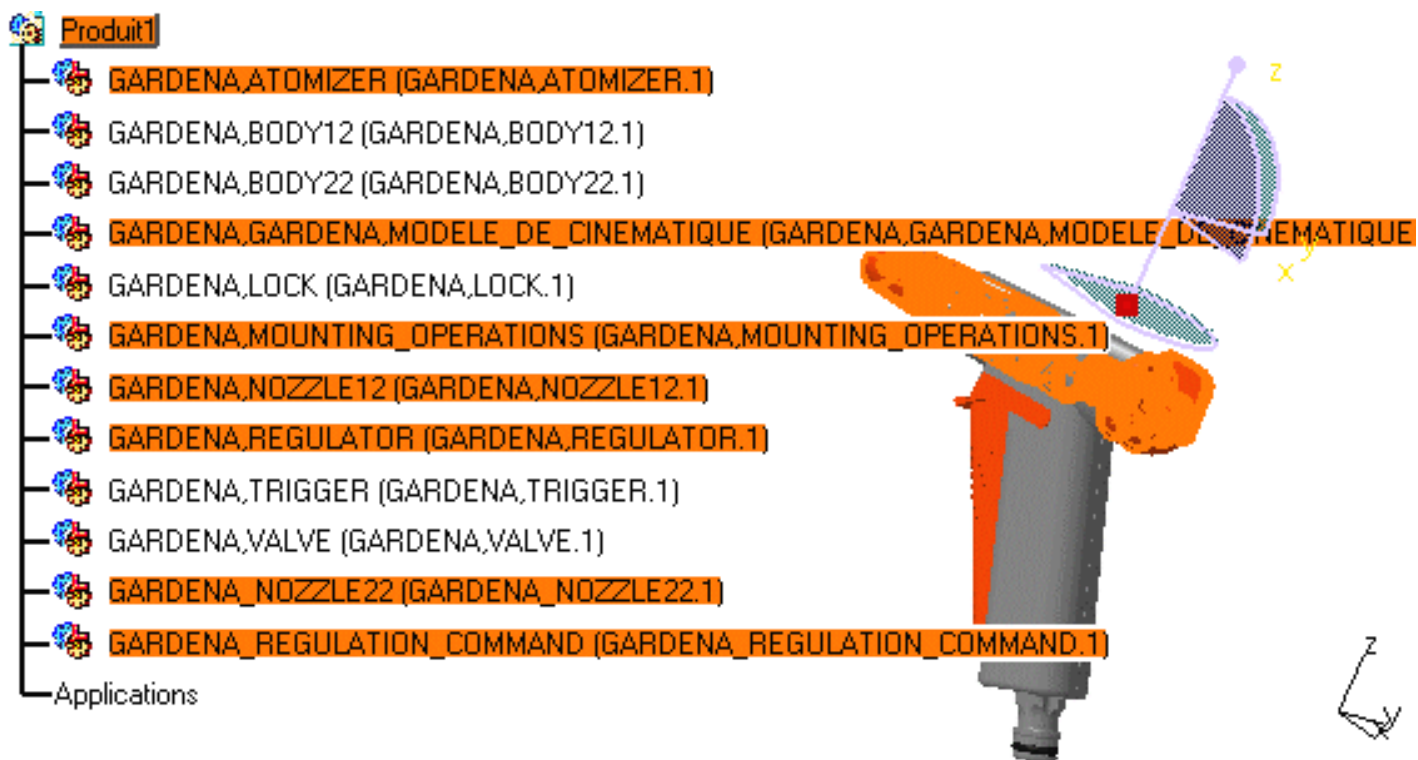 Produit1
GARDENA,ATOMIZER (GARDENA,ATOMIZER.1)
GARDENA,BODY12 (GARDENA,BODY12.1)
GARDENA,BODY22 (GARDENA,BODY22.1)
GARDENA,GARDENA,MODELE_DE_CINEMATIQUE (GARDENA,GARDENA,MODELE_DE_CINEMATIQUE
GARDENA,LOCK (GARDENA,LOCK.1)
GARDENA,MOUNTING_OPERATIONS (GARDENA,MOUNTING_OPERATIONS.1)
GARDENA,NOZZLE12 (GARDENA,NOZZLE12.1)
GARDENA,REGULATOR (GARDENA,REGULATOR.1)
GARDENA,TRIGGER (GARDENA,TRIGGER.1)
GARDENA,VALVE (GARDENA,VALVE.1)
GARDENA_NOZZLE22 (GARDENA_NOZZLE22.1)
GARDENA_REGULATION_COMMAND (GARDENA_REGULATION_COMMAND.1)
Applications
z
y
x
z
y
x